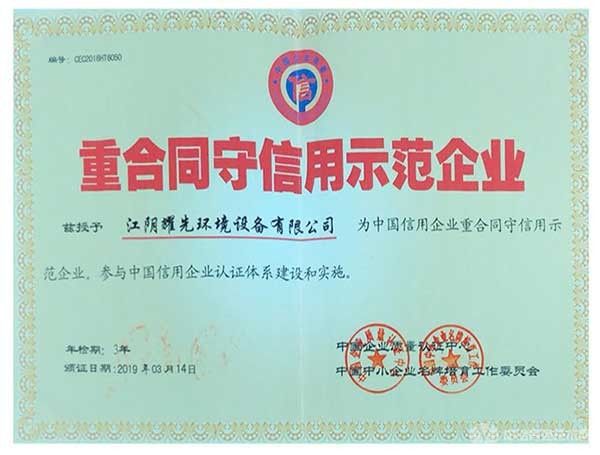 编号：CEC2016HT6050
信
重合同守信用示范企业
兹授予 江阴耀先环境设备有限公司 为中国信用企业重合同守信用示
范企业，参与中国信用企业认证体系建设和实施。
年检期：3年
颁证日期：2019年03月14日
中国企业质量认证中心
中国中小企业名牌培育工作委员会